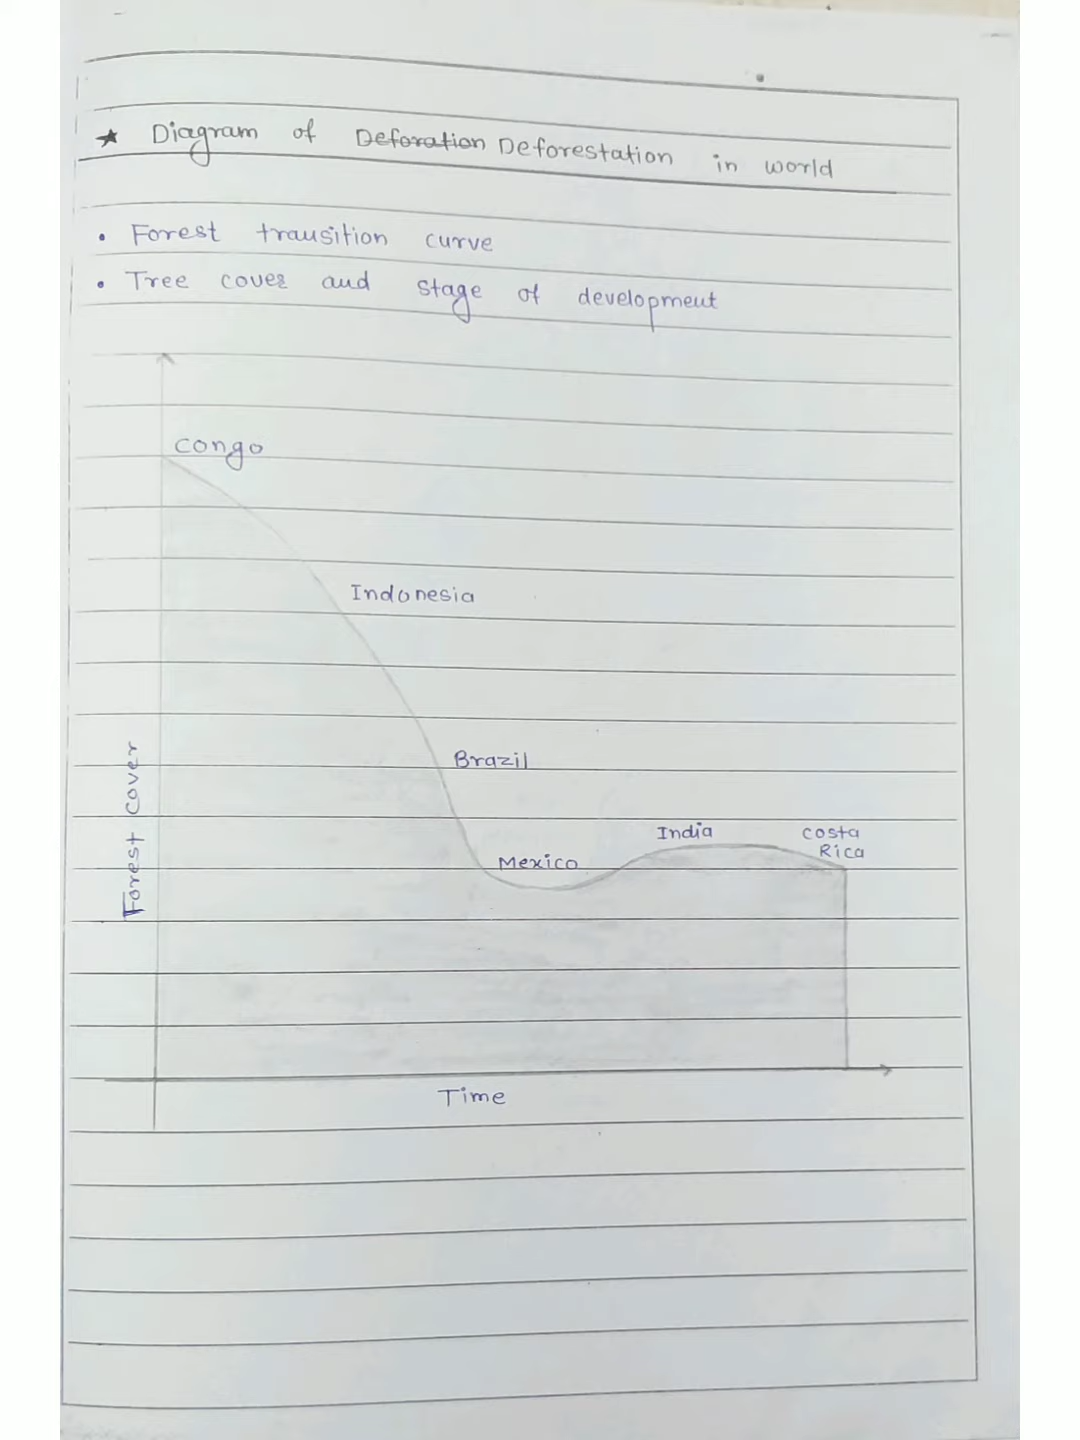 ★ Diagram of Deforation Deforestation in world
• Forest transition curve
• Tree cover and stage of development
Congo
Indonesia
Brazil
Mexico
India
Costa
Rica
Forest cover
Time